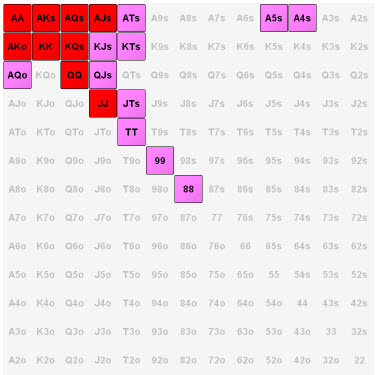 AA AKs AQs AJs ATs A9s A8s A7s A6s A5s A4s A3s A2s
AKo KK KQs KJs KTs K9s K8s K7s K6s K5s K4s K3s K2s
AQo KQo QQ QJs QTs Q9s Q8s Q7s Q6s Q5s Q4s Q3s Q2s
AJo KJo QJo JJ JTs J9s J8s J7s J6s J5s J4s J3s J2s
ATo KTo QTo JTo TT T9s T8s T7s T6s T5s T4s T3s T2s
A9o K9o Q9o J9o T9o 99 98s 97s 96s 95s 94s 93s 92s
A8o K8o Q8o J8o T8o 98o 88 87s 86s 85s 84s 83s 82s
A7o K7o Q7o J7o T7o 97o 87o 77 76s 75s 74s 73s 72s
A6o K6o Q6o J6o T6o 96o 86o 76o 66 65s 64s 63s 62s
A5o K5o Q5o J5o T5o 95o 85o 75o 65o 55 54s 53s 52s
A4o K4o Q4o J4o T4o 94o 84o 74o 64o 54o 44 43s 42s
A3o K3o Q3o J3o T3o 93o 83o 73o 63o 53o 43o 33 32s
A2o K2o Q2o J2o T2o 92o 82o 72o 62o 52o 42o 32o 22